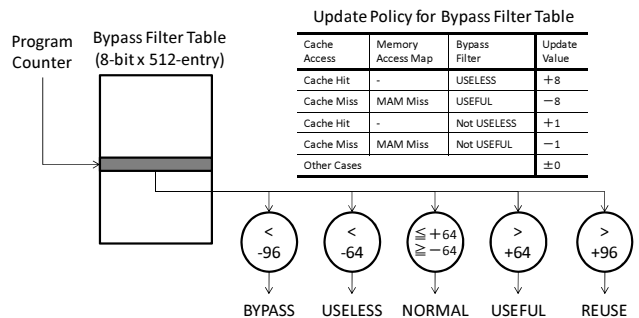 Update Policy for Bypass Filter Table
Program
Counter
Bypass Filter Table
(8-bit x 512-entry)
Cache
Access
Memory
Access Map
Bypass
Filter
Update
Value
Cache Hit - USELESS +8
Cache Miss MAM Miss USEFUL −8
Cache Hit - Not USELESS +1
Cache Miss MAM Miss Not USEFUL −1
Other Cases ±0
< -96
< -64
≦+64
≧−64
> +64
> +96
BYPASS USELESS NORMAL USEFUL REUSE